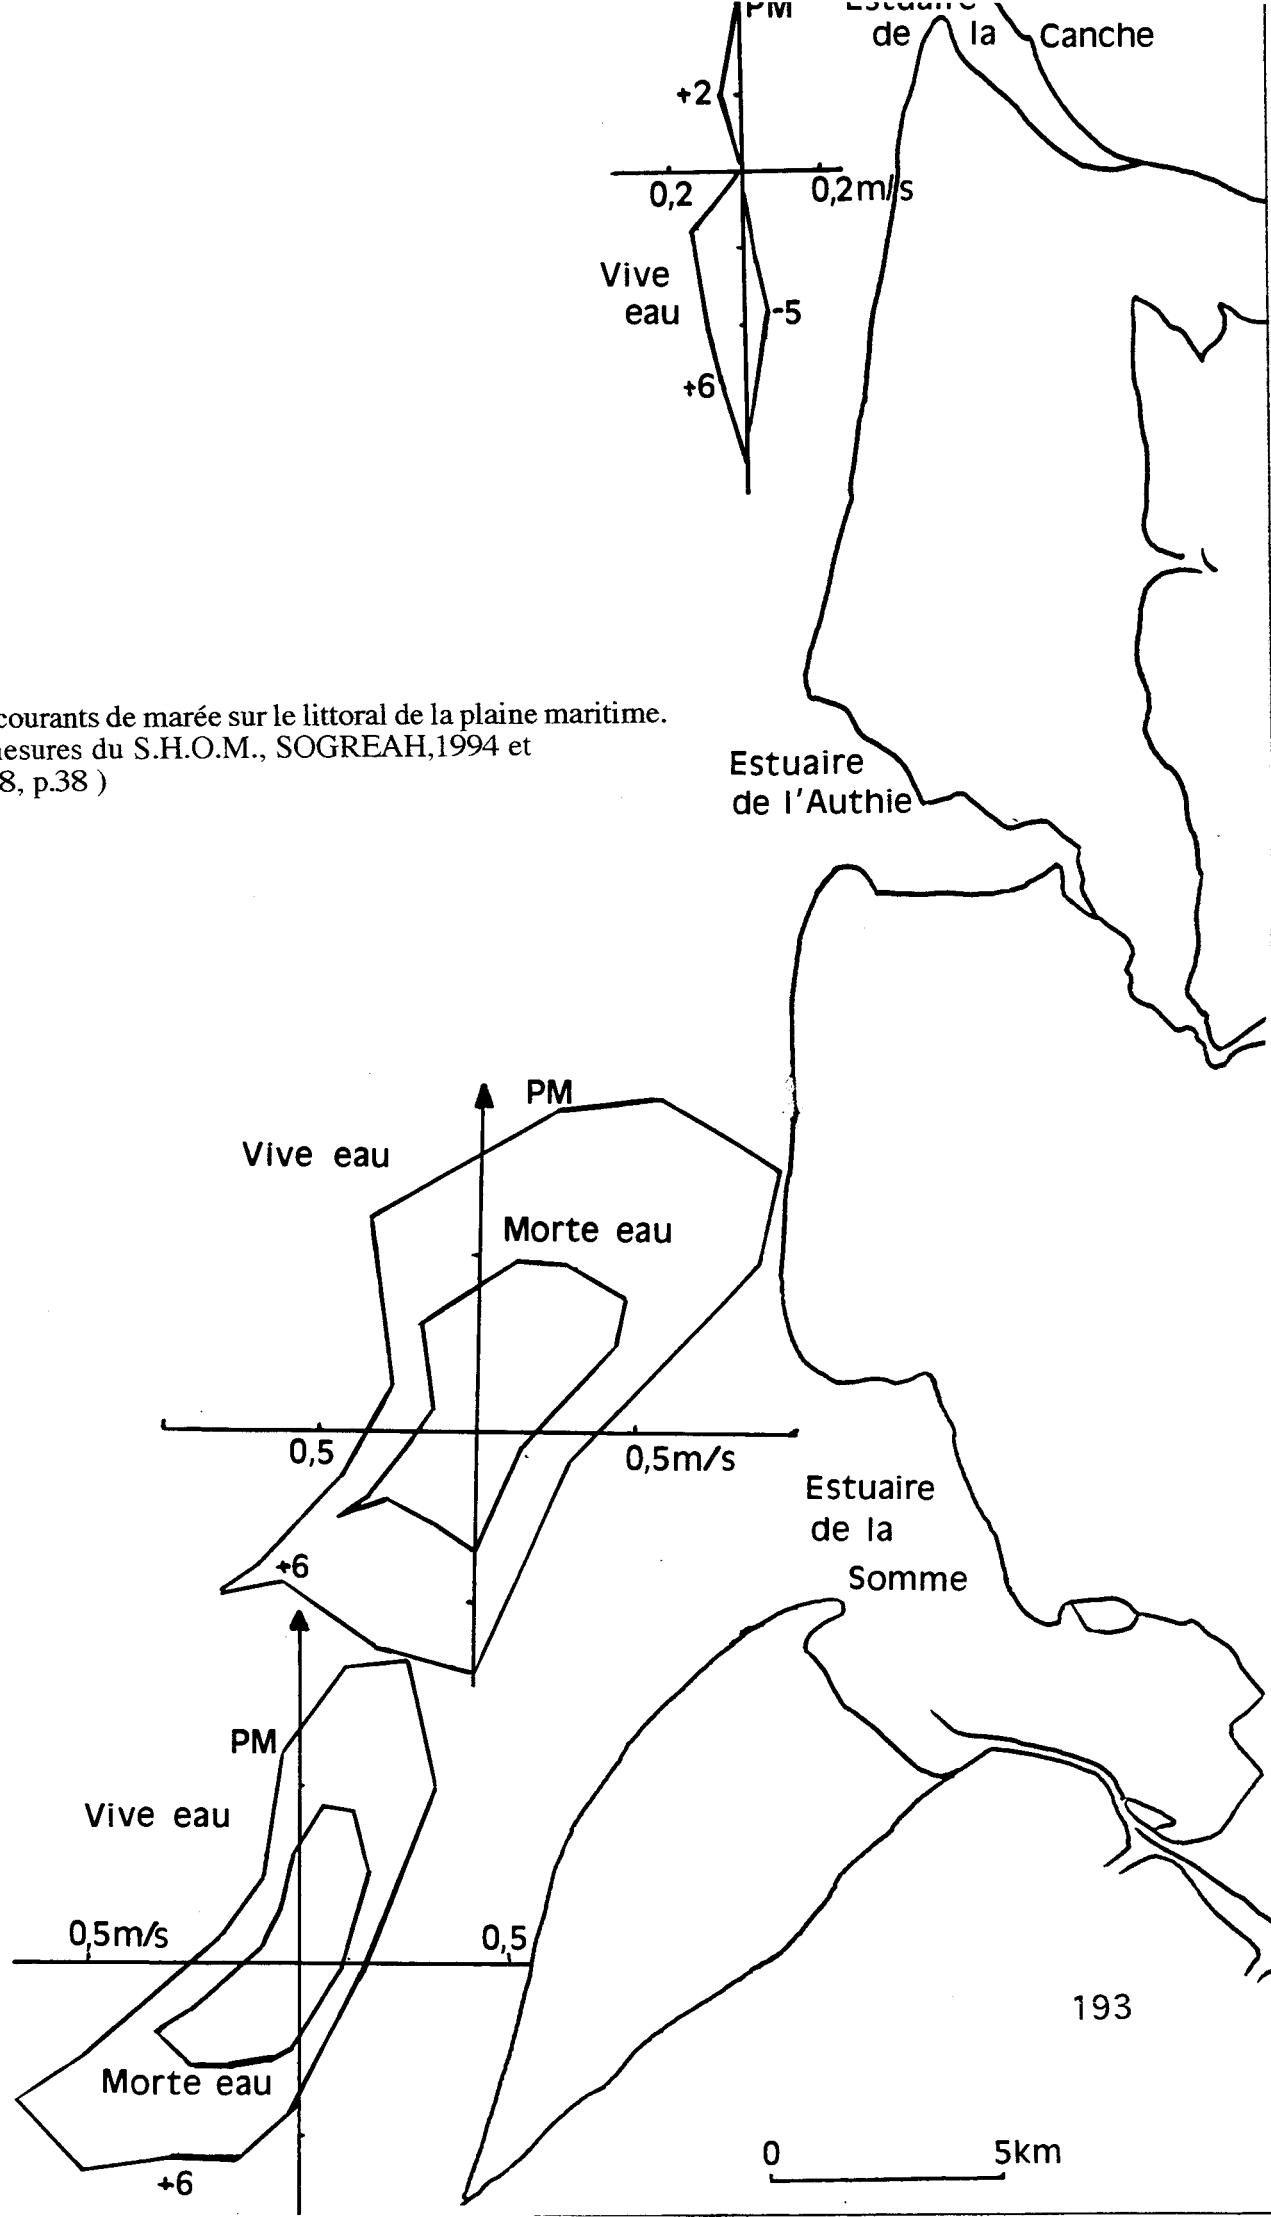 PM
Estuaire
de la Canche
+2
0,2
0,2m/s
Vive
eau
-5
+6
courants de marée sur le littoral de la plaine maritime.
du S.H.O.M., SOGREAH,1994 et
8, p.38 )
Estuaire
de l'Authie
PM
Vive eau
Morte eau
0,5
0,5m/s
Estuaire
de la
Somme
+6
PM
Vive eau
0,5m/s
0,5
193
Morte eau
+6
0
5km